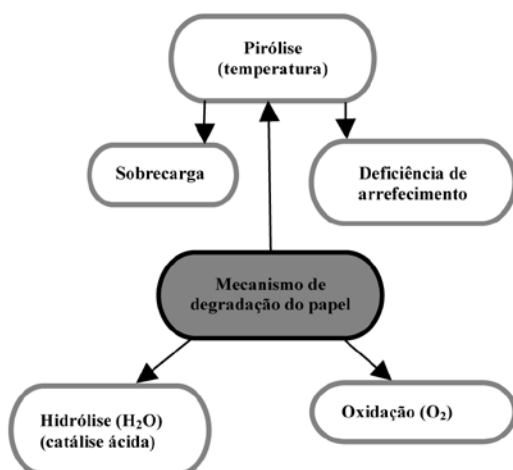 Pirólise
(temperatura)
Sobrecarga
Deficiência de
arrefecimento
Mecanismo de
degradação do papel
Hidrólise (H₂O)
(catálise ácida)
Oxidação (O₂)